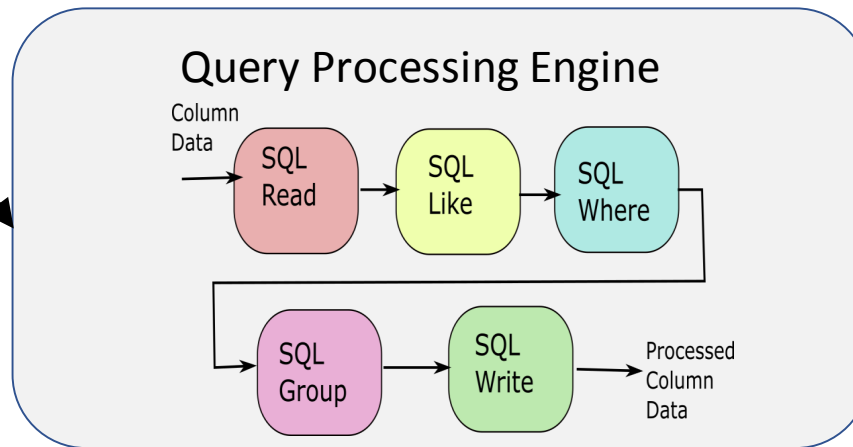 Query Processing Engine
Column
Data
SQL
Read
SQL
Like
SQL
Where
SQL
Group
SQL
Write
Processed
Column
Data